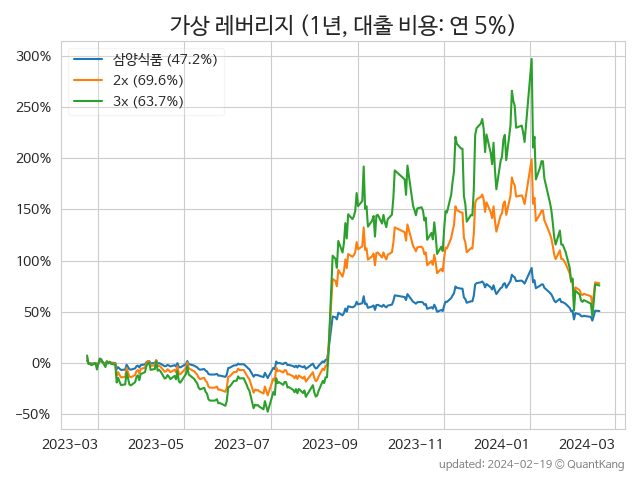 가상 레버리지 (1년, 대출 비용: 연 5%)
삼양식품 (47.2%)
2x (69.6%)
3x (63.7%)
300%
250%
200%
150%
100%
50%
0%
−50%
2023-03 2023-05 2023-07 2023-09 2023-11 2024-01 2024-03
updated: 2024-02-19 © QuantKang